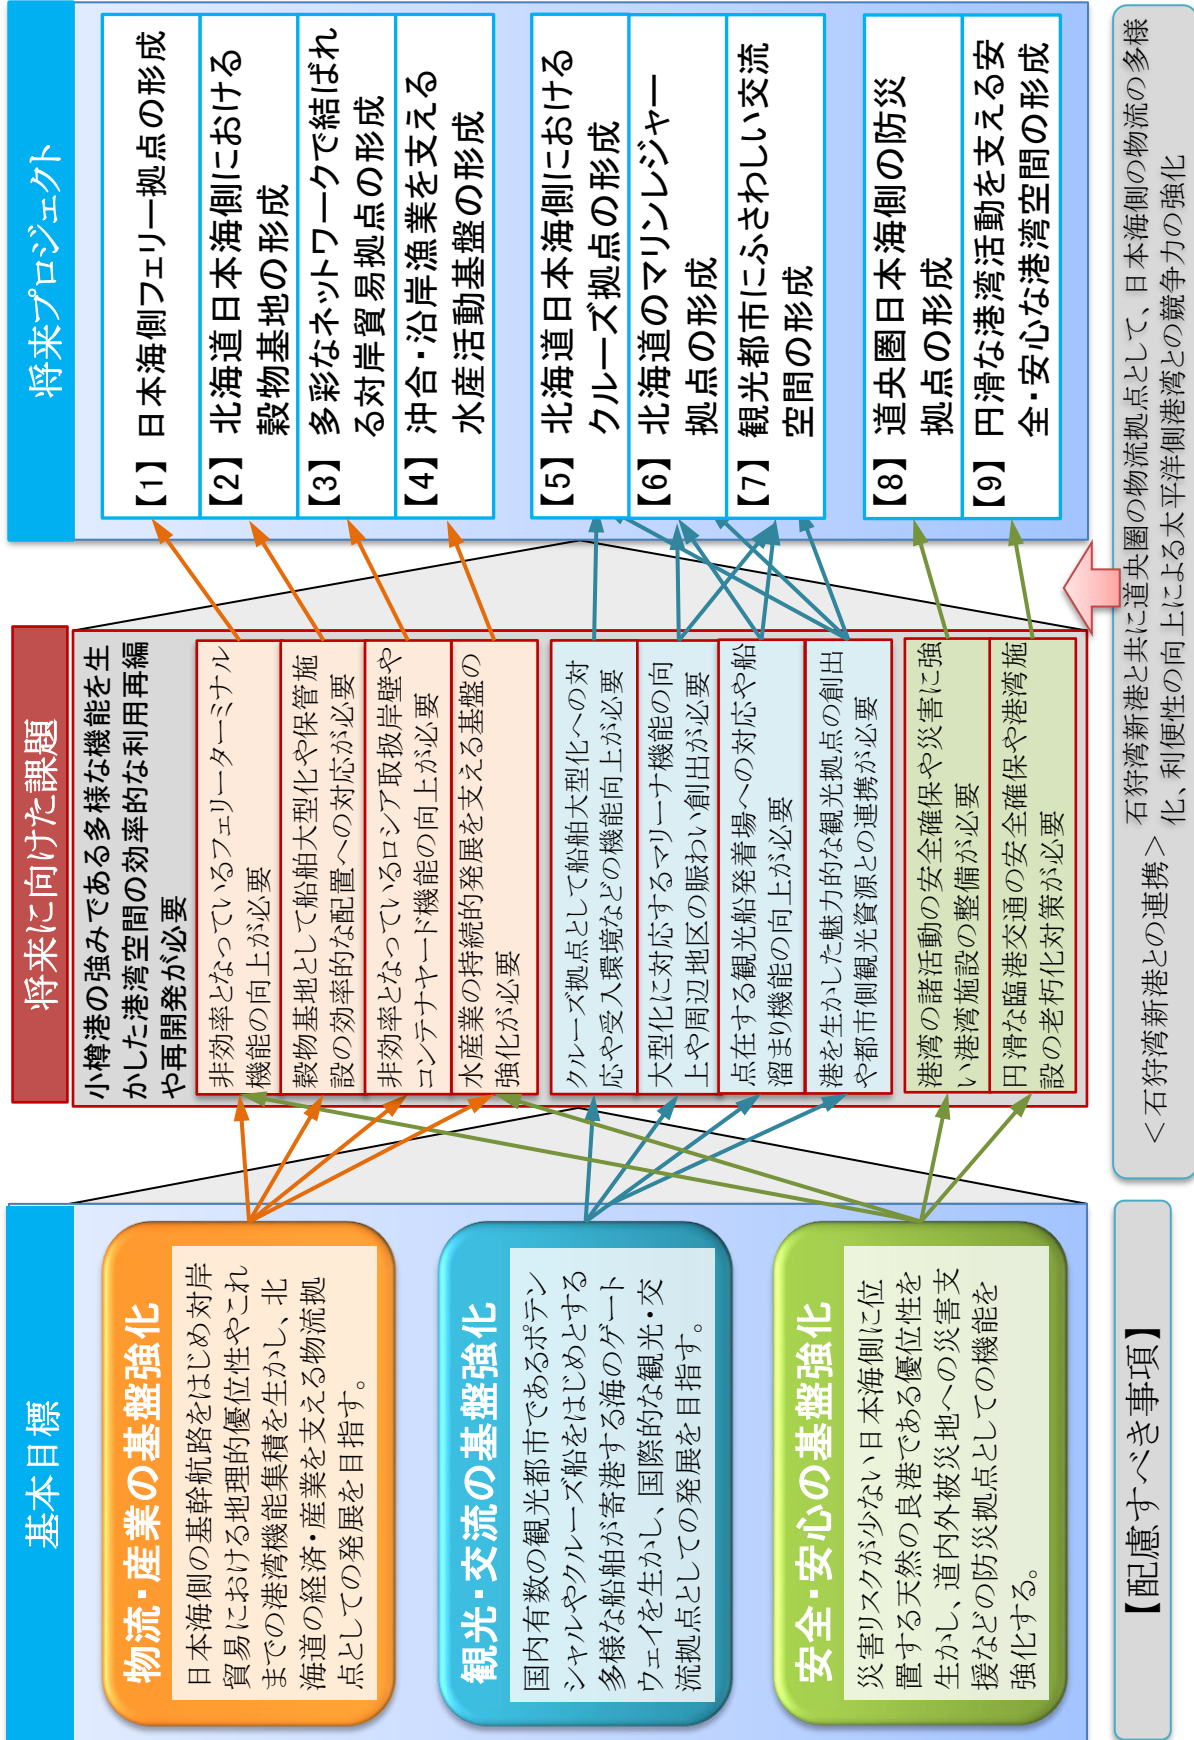 基本目標
物流・産業の基盤強化
日本海側の基幹航路をはじめ対岸
貿易における地理的優位性やこれ
までの港湾機能集積を生かし、北
海道の経済・産業を支える物流拠
点としての発展を目指す。
観光・交流の基盤強化
国内有数の観光都市であるポテン
シャルやクルーズ船をはじめとする
多様な船舶が寄港する海のゲート
ウェイを生かし、国際的な観光・交
流拠点としての発展を目指す。
安全・安心の基盤強化
災害リスクが少ない日本海側に位
置する天然の良港である優位性を
生かし、道内外被災地への災害支
援などの防災拠点としての機能を
強化する。
将来に向けた課題
小樽港の強みである多様な機能を生
かした港湾空間の効率的な利用再編
や再開発が必要
非効率となっているフェリーターミナル
機能の向上が必要
穀物基地として船舶大型化や保管施
設の効率的な配置への対応が必要
非効率となっているロシア取扱岸壁や
コンテナヤード機能の向上が必要
水産業の持続的発展を支える基盤の
強化が必要
クルーズ拠点として船舶大型化への対
応や受入環境などの機能向上が必要
大型化に対応するマリーナ機能の向
上や周辺地区の賑わい創出が必要
点在する観光船発着場への対応や船
溜まり機能の向上が必要
港を生かした魅力的な観光拠点の創出
や都市側観光資源との連携が必要
港湾の諸活動の安全確保や災害に強
い港湾施設の整備が必要
円滑な臨港交通の安全確保や港湾施
設の老朽化対策が必要
将来プロジェクト
【1】 日本海側フェリー拠点の形成
【2】 北海道日本海側における
穀物基地の形成
【3】 多彩なネットワークで結ばれ
る対岸貿易拠点の形成
【4】 沖合・沿岸漁業を支える
水産活動基盤の形成
【5】 北海道日本海側における
クルーズ拠点の形成
【6】 北海道のマリンレジャー
拠点の形成
【7】 観光都市にふさわしい交流
空間の形成
【8】 道央圏日本海側の防災
拠点の形成
【9】 円滑な港湾活動を支える安
全・安心な港湾空間の形成
【配慮すべき事項】
＜石狩湾新港との連携＞ 石狩湾新港と共に道央圏の物流拠点として、日本海側の物流の多様
化、利便性の向上による太平洋側港湾との競争力の強化